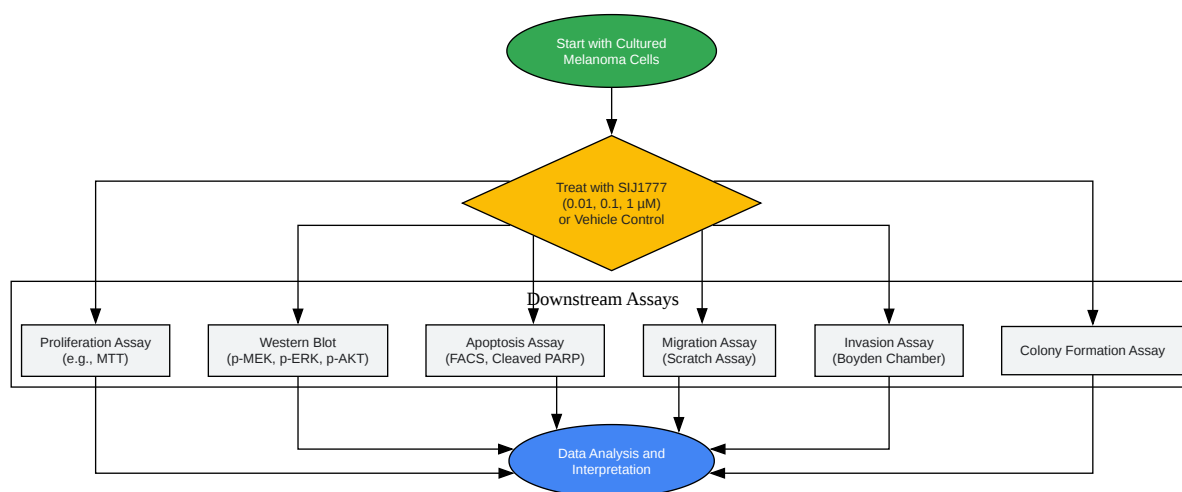 Start with Cultured
Melanoma Cells
Treat with SIJ1777
(0.01, 0.1, 1 µM)
or Vehicle Control
Downstream Assays
Proliferation Assay
(e.g., MTT)
Western Blot
(p-MEK, p-ERK, p-AKT)
Apoptosis Assay
(FACS, Cleaved PARP)
Migration Assay
(Scratch Assay)
Invasion Assay
(Boyden Chamber)
Colony Formation Assay
Data Analysis and
Interpretation